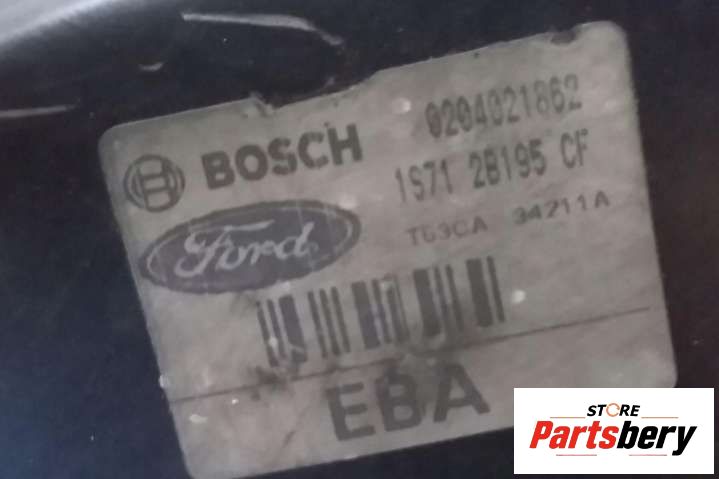 BOSCH
0204021862
1S71 2B195 CF
Ford
T63CA 34211A
EBA
STORE
Partsbery